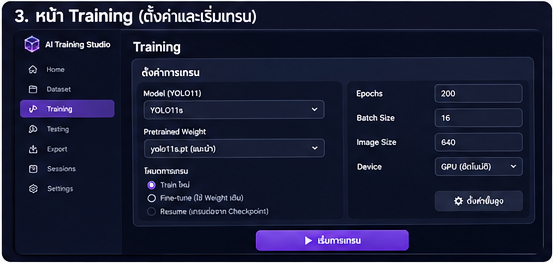 3. หน้า Training (ตั้งค่าและเริ่มเทรน)
AI Training Studio
Home
Dataset
Training
Testing
Export
Sessions
Settings
Training
ตั้งค่าการเทรน
Model (YOLO11)
YOLO11s
Pretrained Weight
yolo11s.pt (แนะนำ)
โหมดการเทรน
Train ใหม่
Fine-tune (ใช้ Weight เดิม)
Resume (เทรนต่อจาก Checkpoint)
Epochs
200
Batch Size
16
Image Size
640
Device
GPU (อัตโนมัติ)
ตั้งค่าขั้นสูง
เริ่มการเทรน